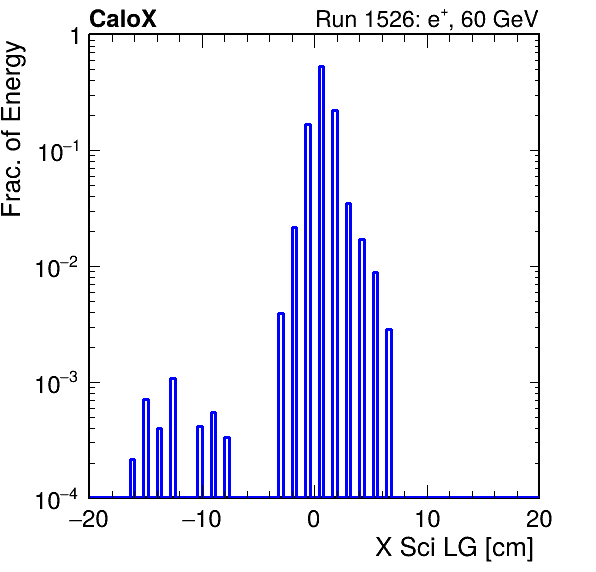 CaloX Run 1526: e⁺, 60 GeV
Frac. of Energy
1
10⁻¹
10⁻²
10⁻³
10⁻⁴
−20 −10 0 10 20
X Sci LG [cm]